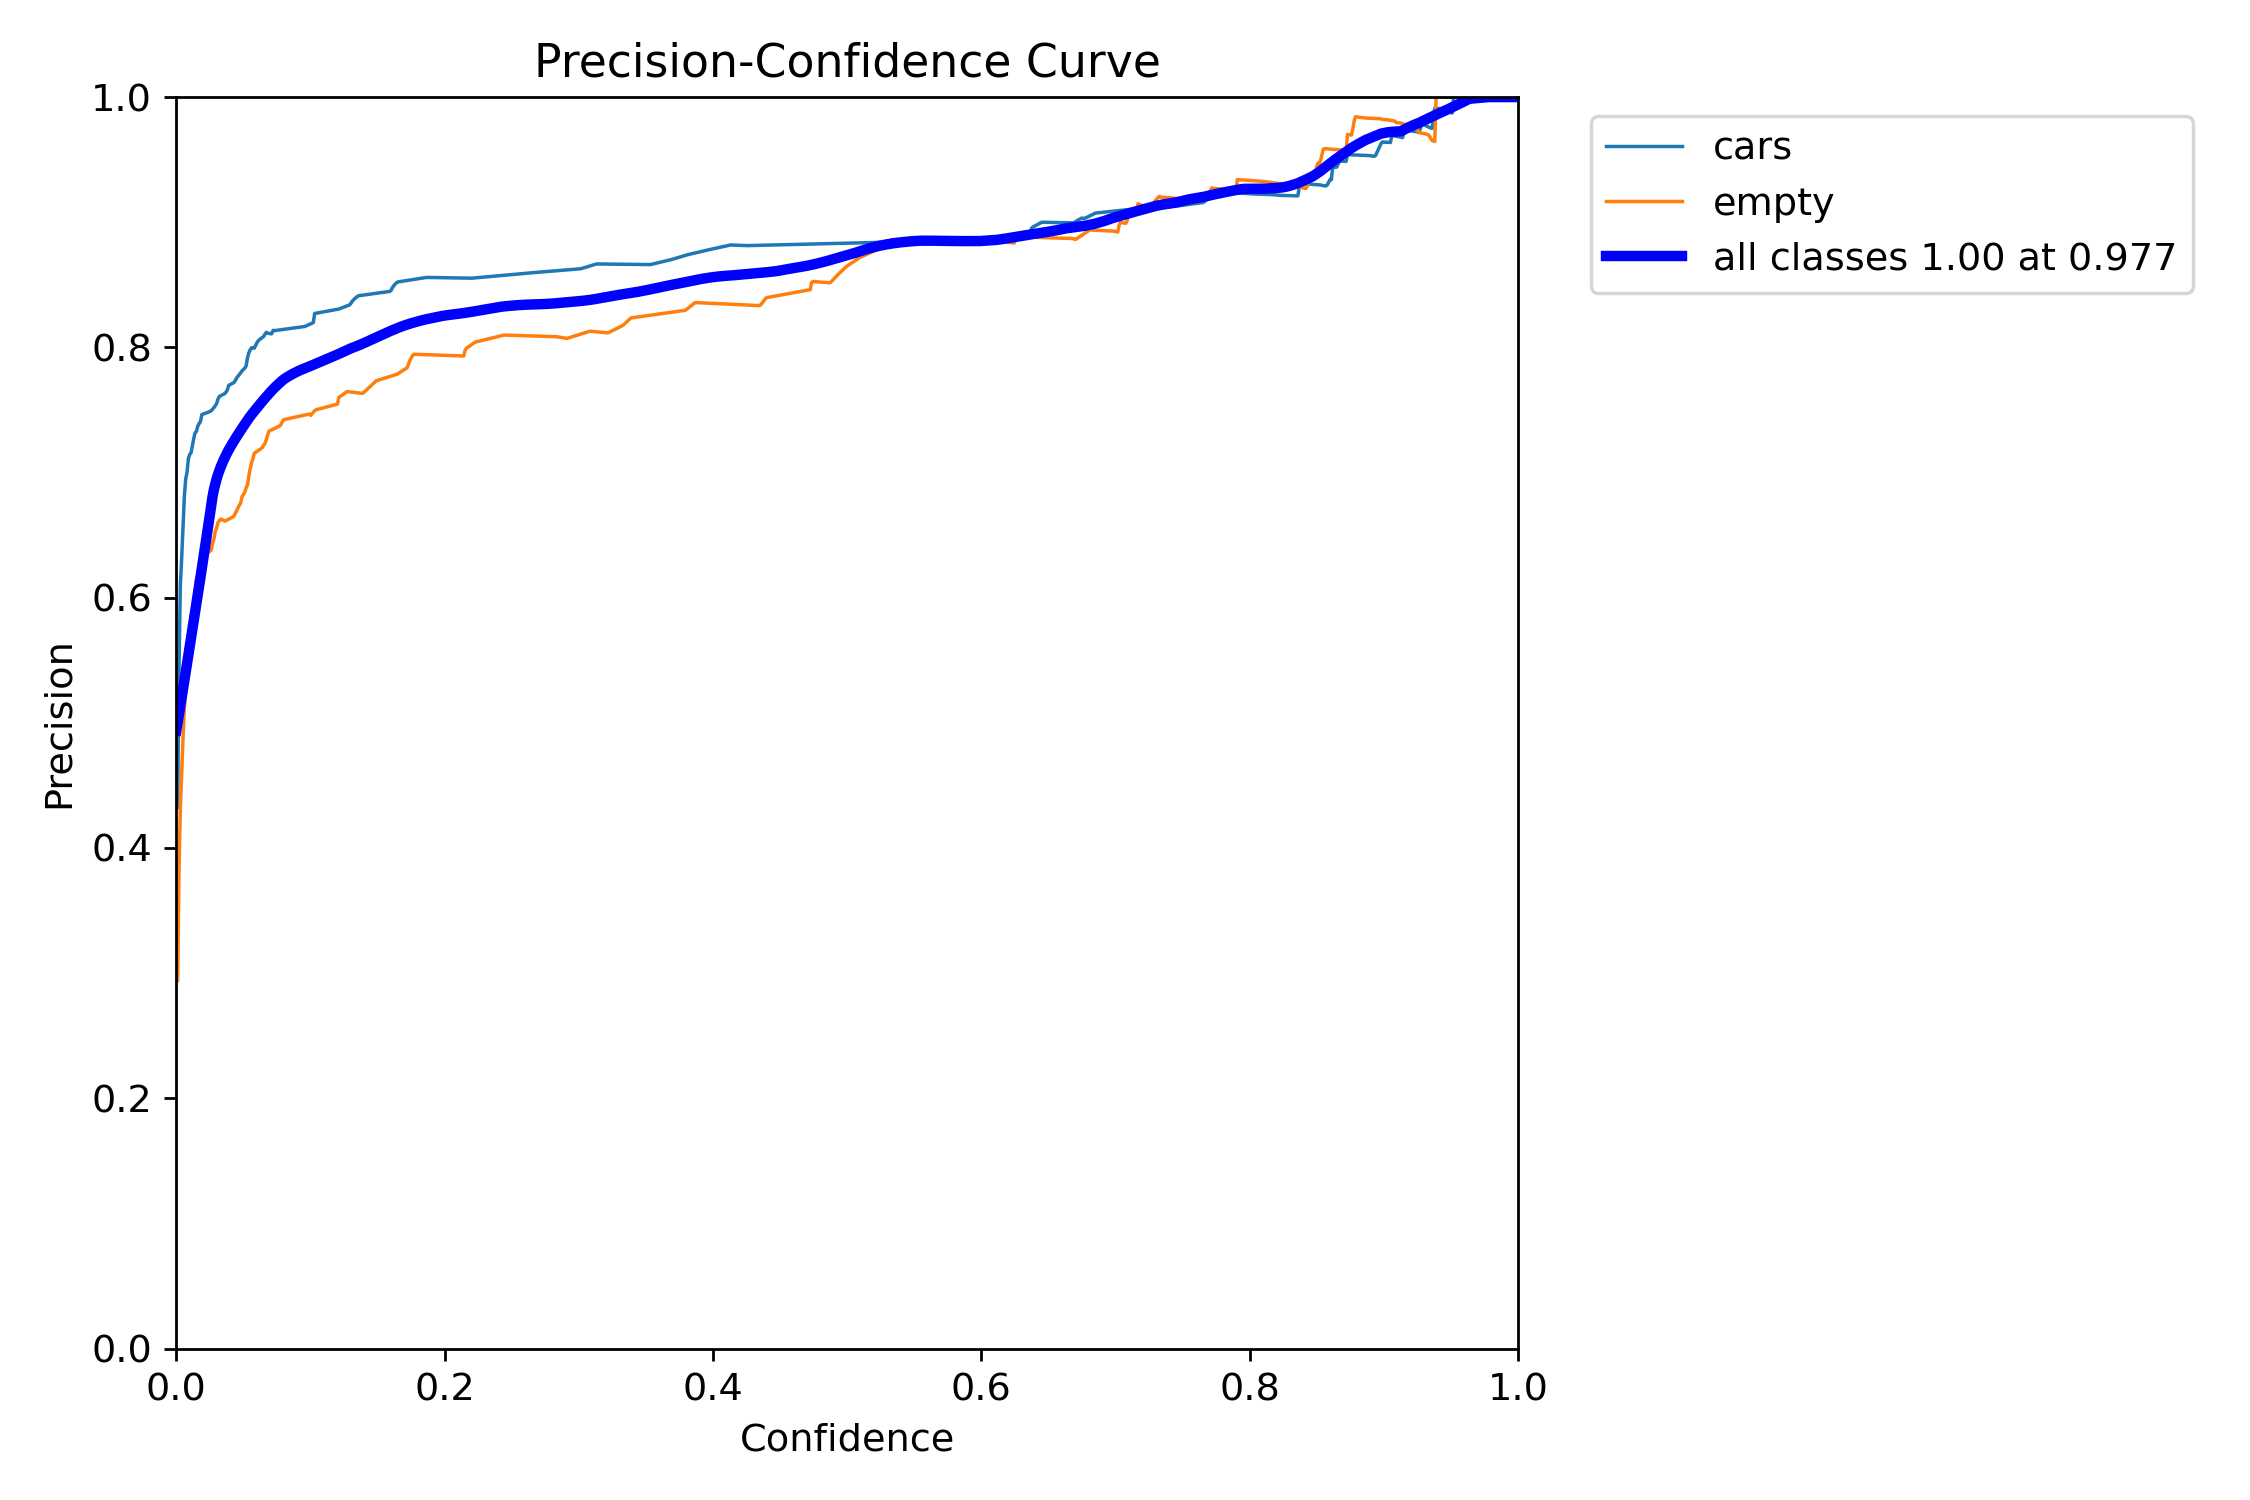 Precision-Confidence Curve
1.0
0.8
0.6
0.4
0.2
0.0
Precision
0.0 0.2 0.4 0.6 0.8 1.0
Confidence
cars
empty
all classes 1.00 at 0.977